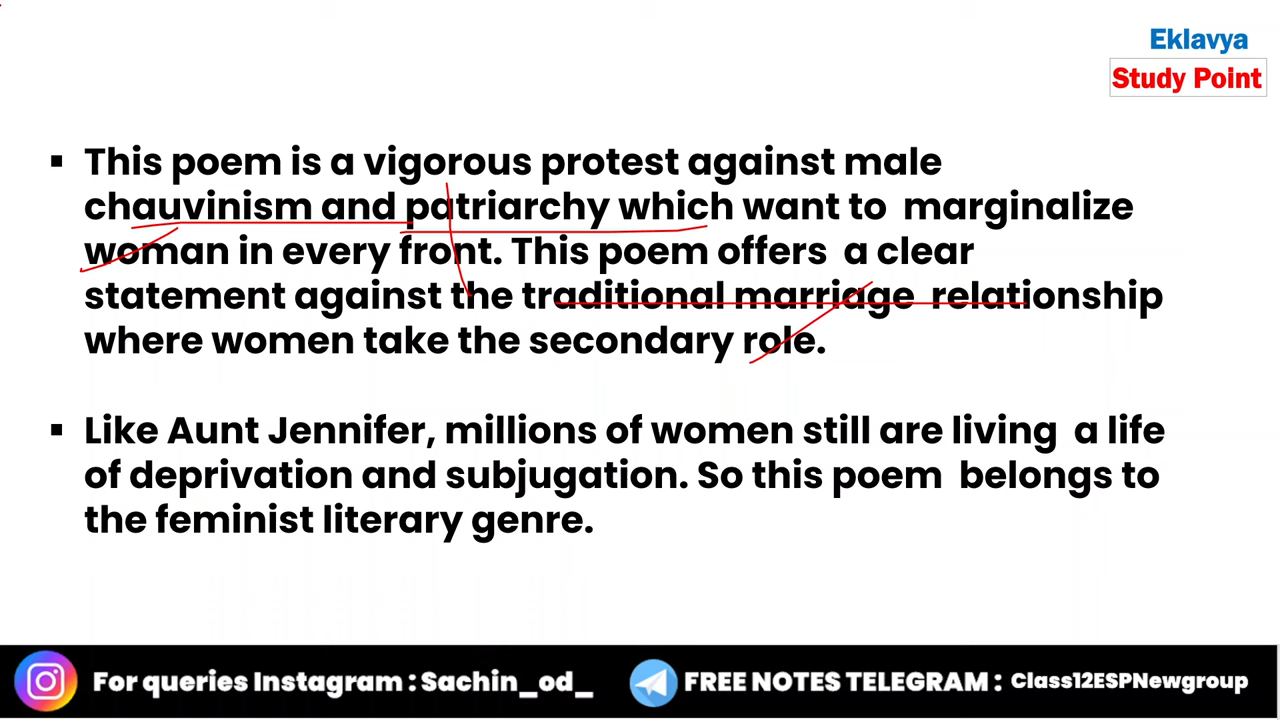 Eklavya
Study Point
▪ This poem is a vigorous protest against male
chauvinism and patriarchy which want to marginalize
woman in every front. This poem offers a clear
statement against the traditional marriage relationship
where women take the secondary role.
▪ Like Aunt Jennifer, millions of women still are living a life
of deprivation and subjugation. So this poem belongs to
the feminist literary genre.
For queries Instagram : Sachin_od_ FREE NOTES TELEGRAM : Class12ESPNewgroup